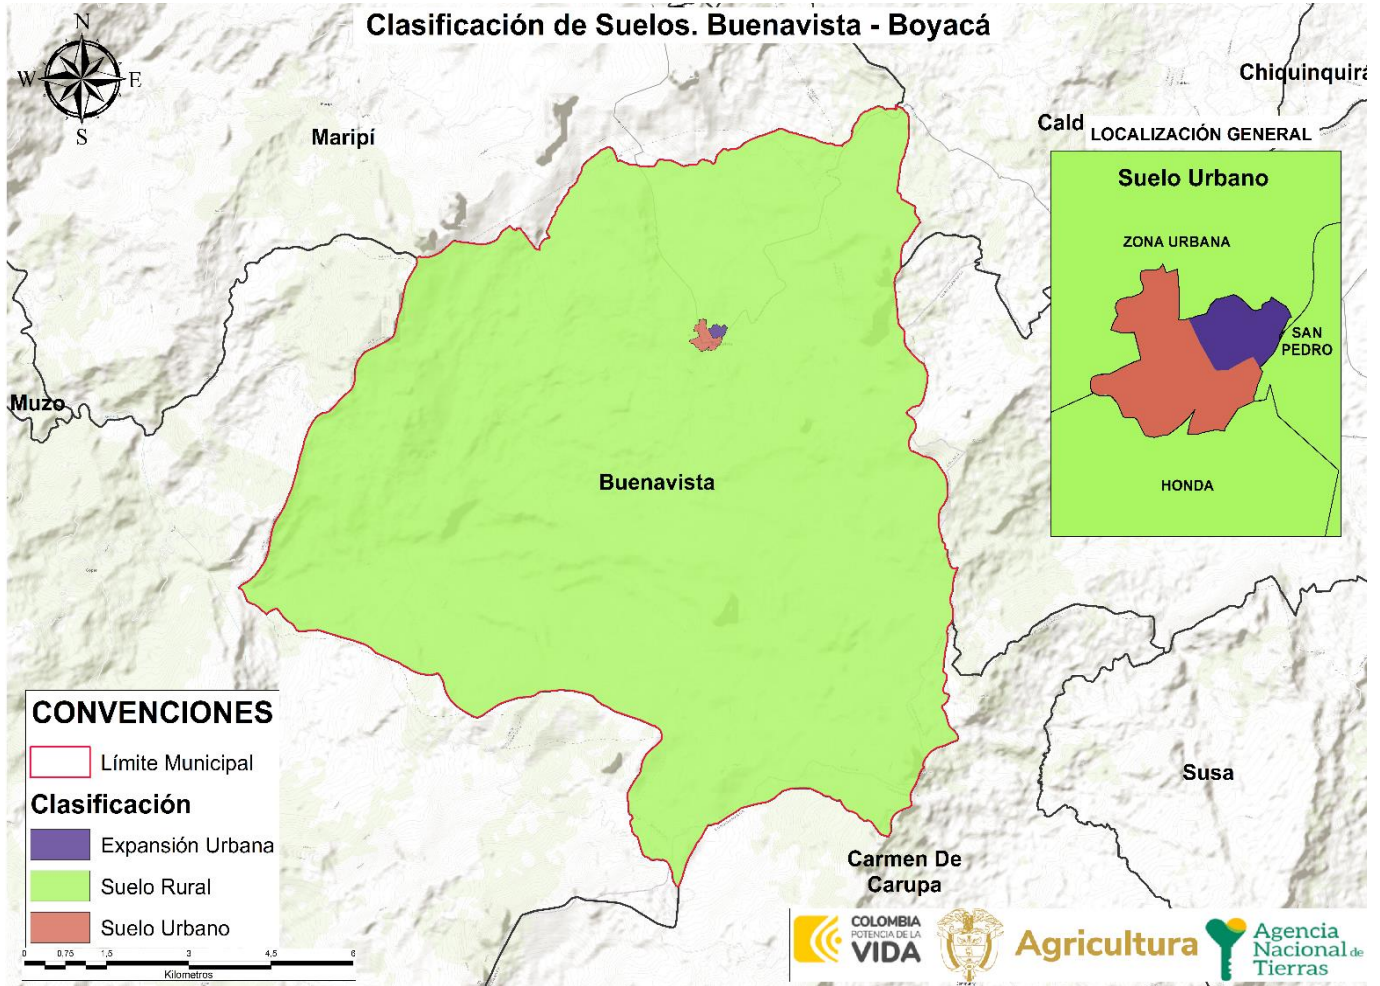 Clasificación de Suelos. Buenavista - Boyacá
N
W
E
S
Maripí
Chiquinquirá
Cald
LOCALIZACIÓN GENERAL
Suelo Urbano
ZONA URBANA
SAN
PEDRO
HONDA
Muzo
Buenavista
Susa
Carmen De
Carupa
CONVENCIONES
Límite Municipal
Clasificación
Expansión Urbana
Suelo Rural
Suelo Urbano
0 0,75 1,5 3 4,5 6
Kilometros
COLOMBIA
POTENCIA DE LA
VIDA
Agricultura
Agencia
Nacional de
Tierras